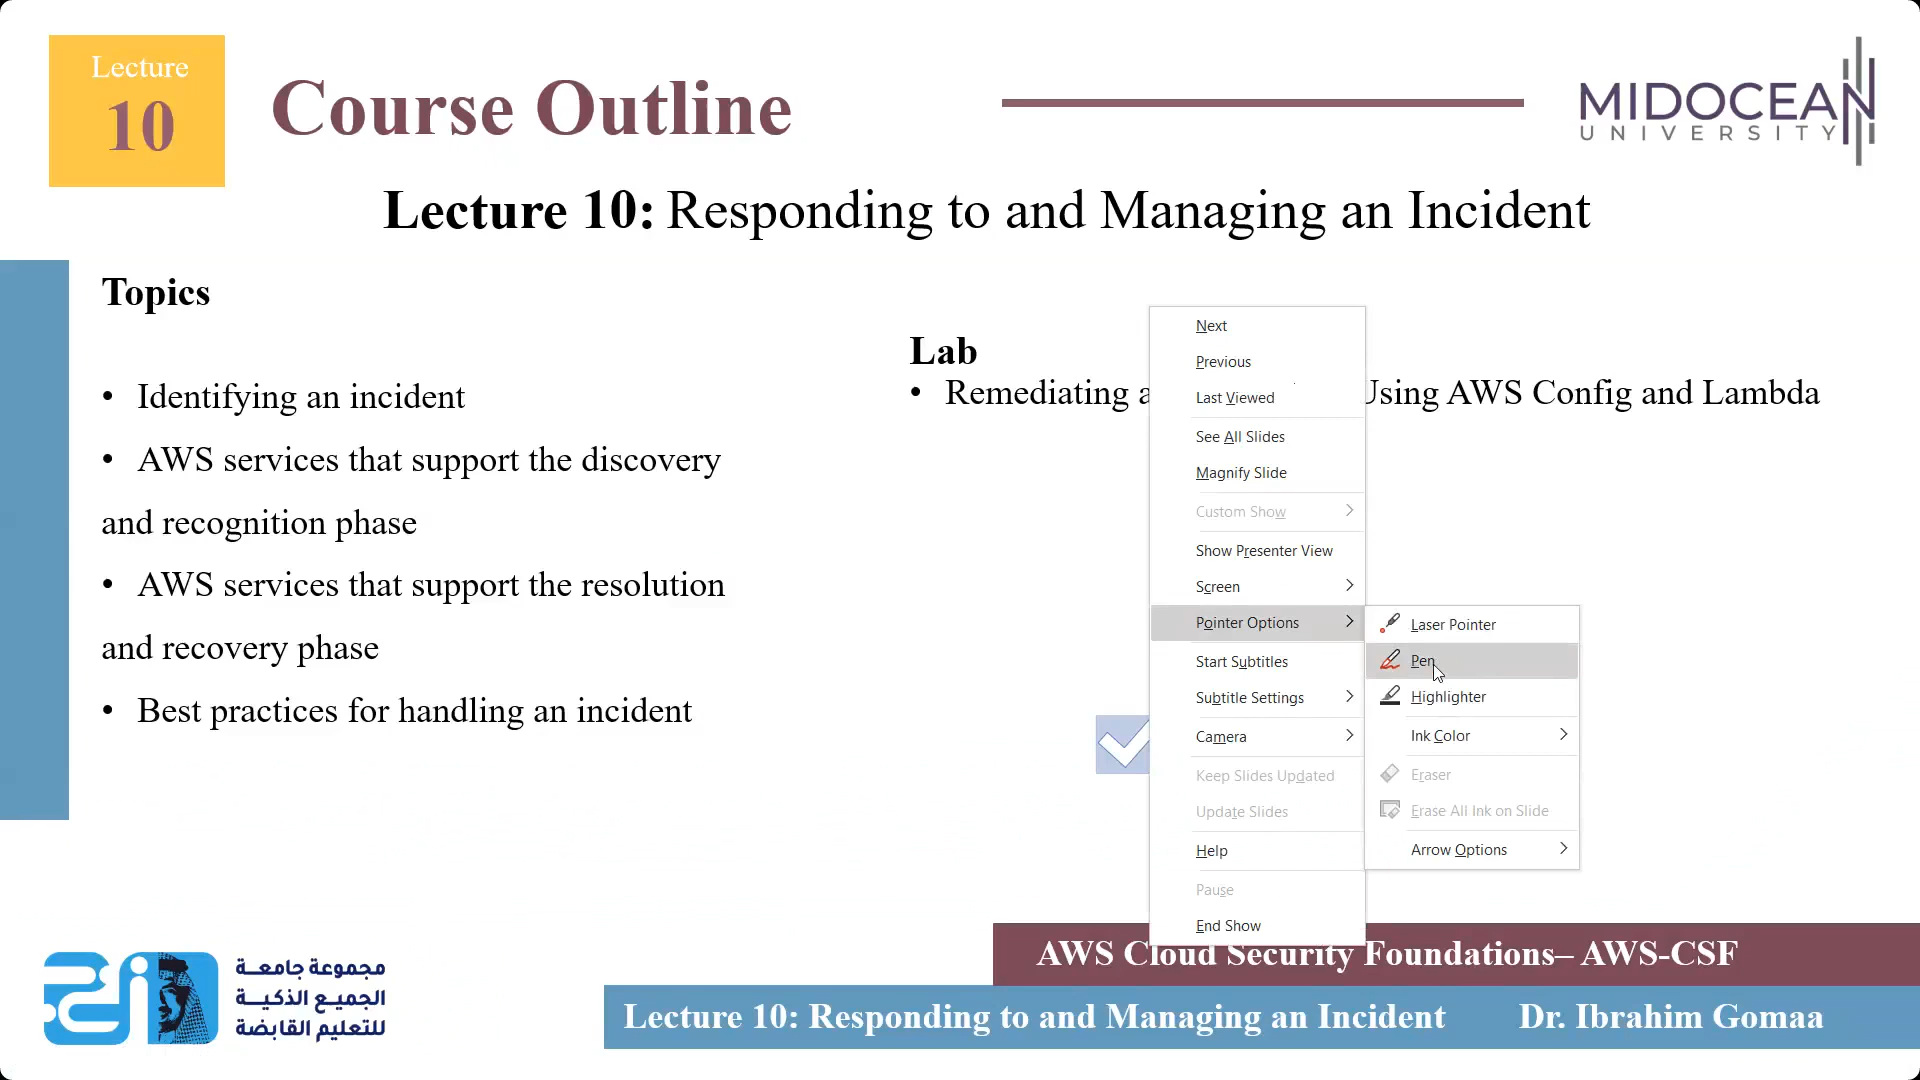 Lecture
10
Course Outline
MIDOCEAN
UNIVERSITY
Lecture 10: Responding to and Managing an Incident
Topics
• Identifying an incident
• AWS services that support the discovery
and recognition phase
• AWS services that support the resolution
and recovery phase
• Best practices for handling an incident
Lab
• Remediating a Using AWS Config and Lambda
Next
Previous
Last Viewed
See All Slides
Magnify Slide
Custom Show
Show Presenter View
Screen
Pointer Options
Start Subtitles
Subtitle Settings
Camera
Keep Slides Updated
Update Slides
Help
Pause
End Show
Laser Pointer
Pen
Highlighter
Ink Color
Eraser
Erase All Ink on Slide
Arrow Options
مجموعة جامعة
الجميع الذكية
للتعليم القابضة
AWS Cloud Security Foundations– AWS-CSF
Lecture 10: Responding to and Managing an Incident Dr. Ibrahim Gomaa